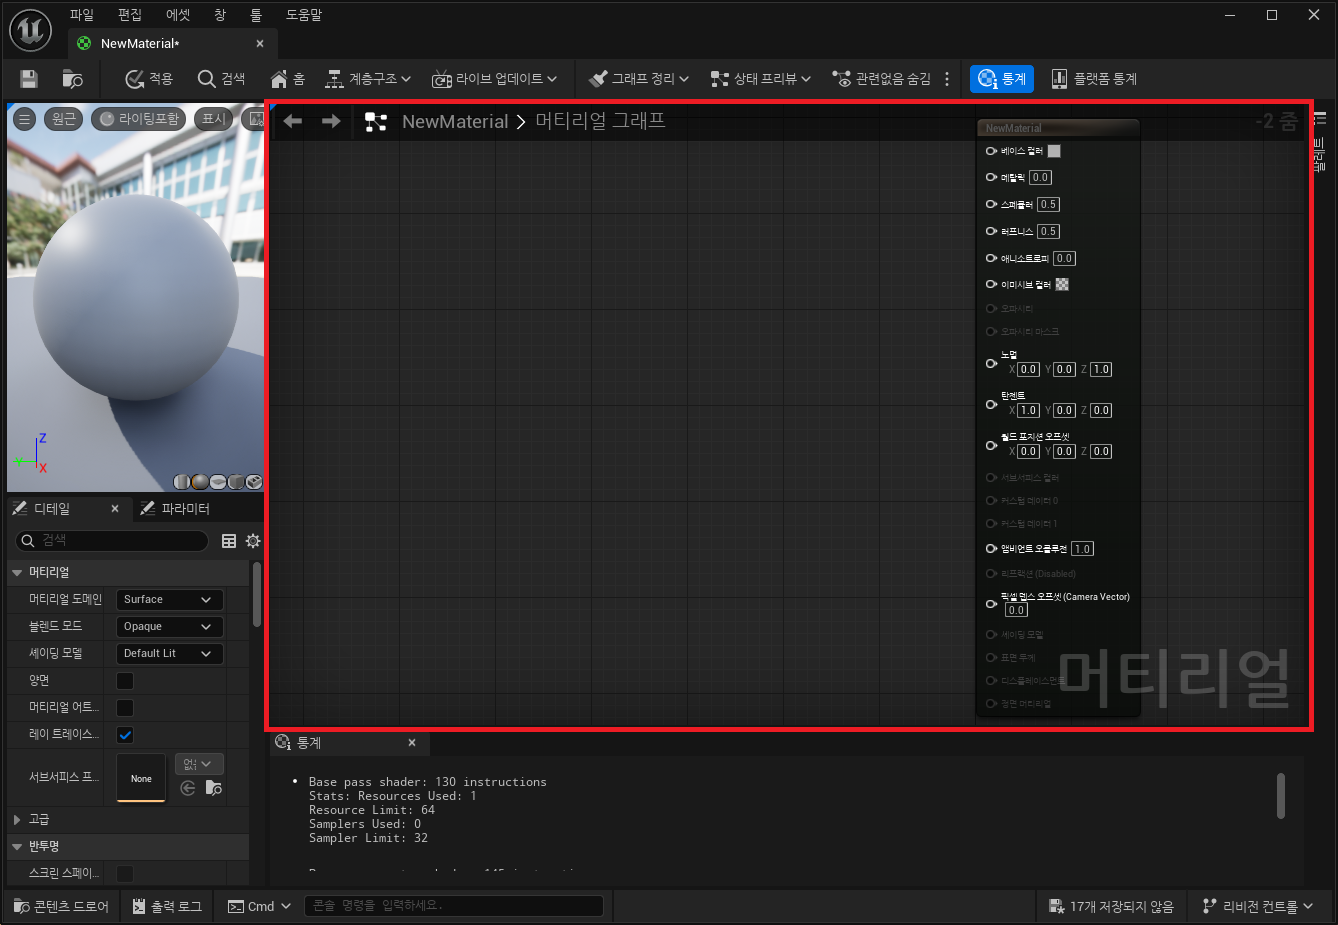 파일 편집 에셋 창 툴 도움말
NewMaterial*
적용 검색 홈 계층구조 라이브 업데이트 그래프 정리 상태 프리뷰 관련없음 숨김 통계 플랫폼 통계
원근 라이팅포함 표시
Z
Y
X
NewMaterial 머티리얼 그래프
-2 줌
팔레트
NewMaterial
베이스 컬러
메탈릭 0.0
스페큘러 0.5
러프니스 0.5
애니소트로피 0.0
이미시브 컬러
오파시티
오파시티 마스크
노멀
X 0.0 Y 0.0 Z 1.0
탄젠트
X 1.0 Y 0.0 Z 0.0
월드 포지션 오프셋
X 0.0 Y 0.0 Z 0.0
서브서피스 컬러
커스텀 데이터 0
커스텀 데이터 1
앰비언트 오클루전 1.0
리프랙션 (Disabled)
픽셀 뎁스 오프셋 (Camera Vector)
0.0
셰이딩 모델
표면 두께
디스플레이스먼트
전면 머티리얼
머티리얼
디테일 파라미터
검색
머티리얼
머티리얼 도메인 Surface
블렌드 모드 Opaque
셰이딩 모델 Default Lit
양면
머티리얼 어트...
레이 트레이스...
서브서피스 프... None
고급
반투명
스크린 스페이...
통계
• Base pass shader: 130 instructions
Stats: Resources Used: 1
Resource Limit: 64
Samplers Used: 0
Sampler Limit: 32
콘텐츠 드로어 출력 로그 Cmd 콘솔 명령을 입력하세요. 17개 저장되지 않음 리비전 컨트롤